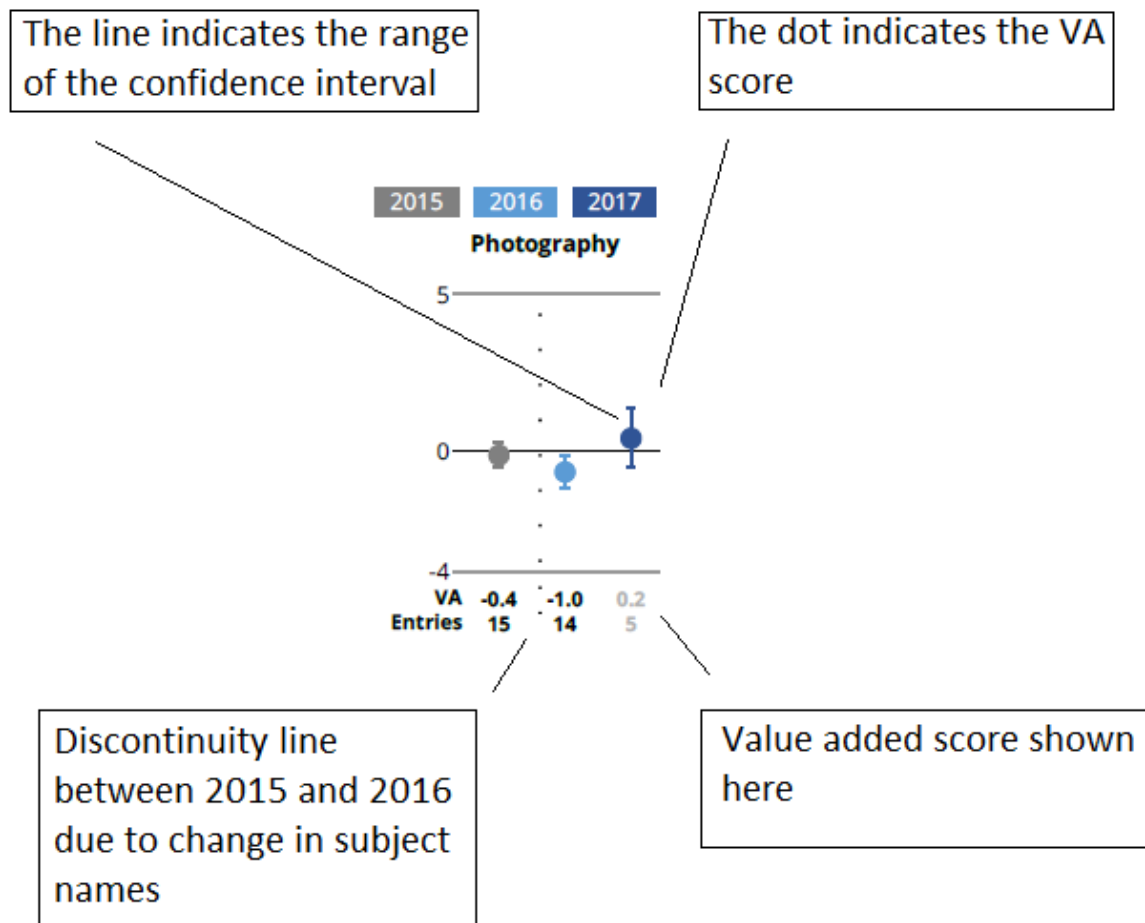 The line indicates the range
of the confidence interval
The dot indicates the VA
score
2015 2016 2017
Photography
5
0
-4
VA -0.4 -1.0 0.2
Entries 15 14 5
Discontinuity line
between 2015 and 2016
due to change in subject
names
Value added score shown
here